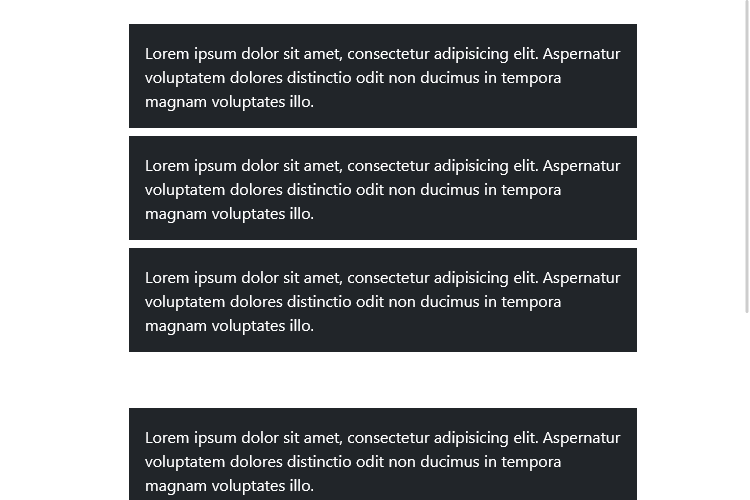 Lorem ipsum dolor sit amet, consectetur adipisicing elit. Aspernatur
voluptatem dolores distinctio odit non ducimus in tempora
magnam voluptates illo.
Lorem ipsum dolor sit amet, consectetur adipisicing elit. Aspernatur
voluptatem dolores distinctio odit non ducimus in tempora
magnam voluptates illo.
Lorem ipsum dolor sit amet, consectetur adipisicing elit. Aspernatur
voluptatem dolores distinctio odit non ducimus in tempora
magnam voluptates illo.
Lorem ipsum dolor sit amet, consectetur adipisicing elit. Aspernatur
voluptatem dolores distinctio odit non ducimus in tempora
magnam voluptates illo.